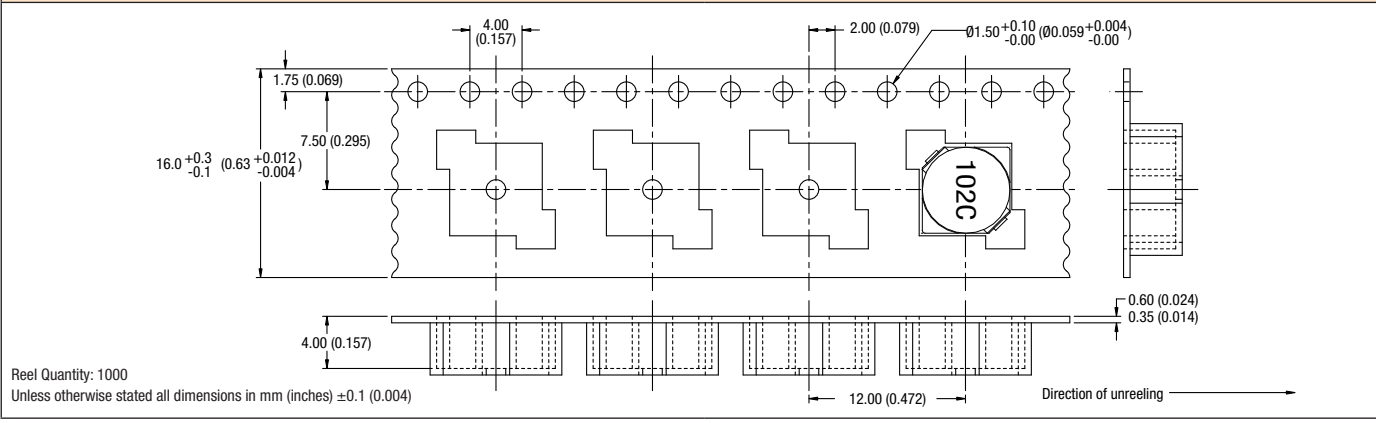 4.00
(0.157)
2.00 (0.079)
Ø1.50 +0.10 -0.00 (Ø0.059 +0.004 -0.00 )
1.75 (0.069)
7.50 (0.295)
16.0 +0.3 -0.1 (0.63 +0.012 -0.004 )
102C
0.60 (0.024)
0.35 (0.014)
4.00 (0.157)
12.00 (0.472)
Direction of unreeling
Reel Quantity: 1000
Unless otherwise stated all dimensions in mm (inches) ±0.1 (0.004)